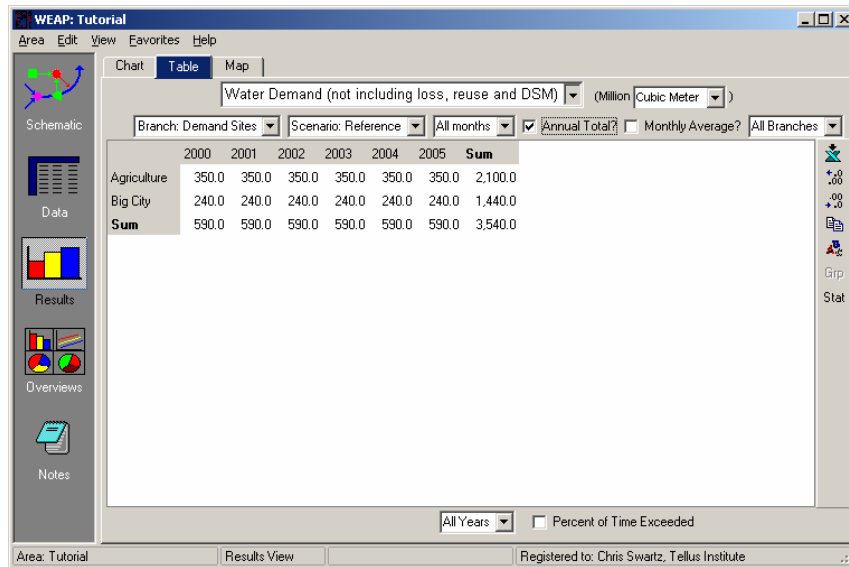 WEAP: Tutorial
Area Edit View Favorites Help
Chart Table Map
Water Demand (not including loss, reuse and DSM) (Million Cubic Meter )
Schematic
Branch: Demand Sites Scenario: Reference All months Annual Total? Monthly Average? All Branches
2000 2001 2002 2003 2004 2005 Sum
Agriculture 350.0 350.0 350.0 350.0 350.0 350.0 2,100.0
Big City 240.0 240.0 240.0 240.0 240.0 240.0 1,440.0
Sum 590.0 590.0 590.0 590.0 590.0 590.0 3,540.0
Data
Results
Overviews
Notes
Grp
Stat
All Years Percent of Time Exceeded
Area: Tutorial Results View Registered to: Chris Swartz, Tellus Institute